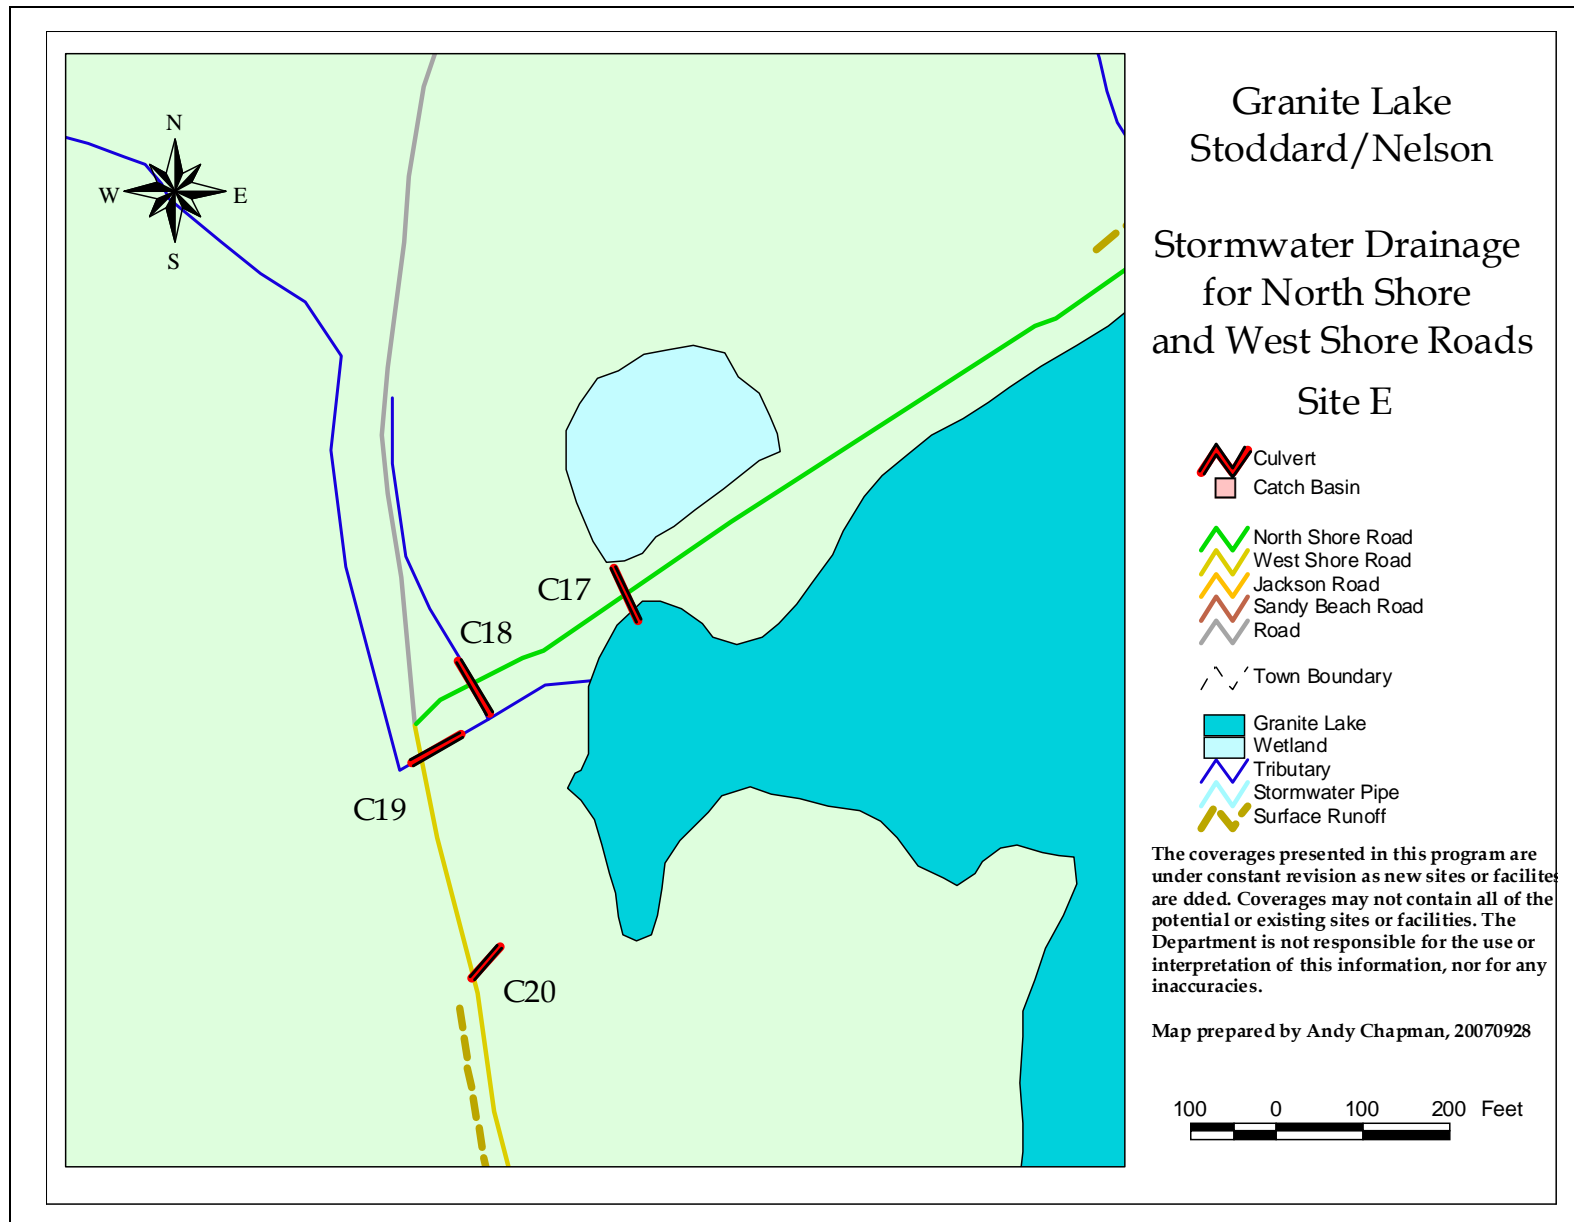 Granite Lake
Stoddard/Nelson
Stormwater Drainage
for North Shore
and West Shore Roads
Site E
N
W
E
S
C17
C18
C19
C20
Culvert
Catch Basin
North Shore Road
West Shore Road
Jackson Road
Sandy Beach Road
Road
Town Boundary
Granite Lake
Wetland
Tributary
Stormwater Pipe
Surface Runoff
The coverages presented in this program are
under constant revision as new sites or facilites
are dded. Coverages may not contain all of the
potential or existing sites or facilities. The
Department is not responsible for the use or
interpretation of this information, nor for any
inaccuracies.
Map prepared by Andy Chapman, 20070928
100 0 100 200 Feet